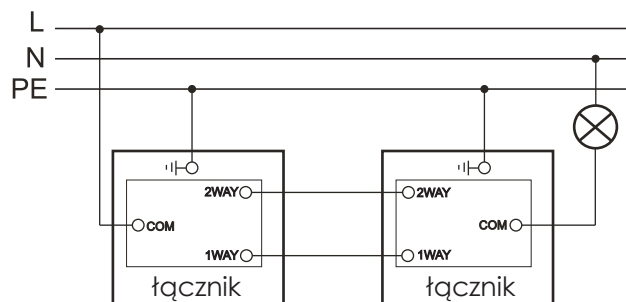 L
N
PE
2WAY 2WAY
COM COM
1WAY 1WAY
łącznik łącznik